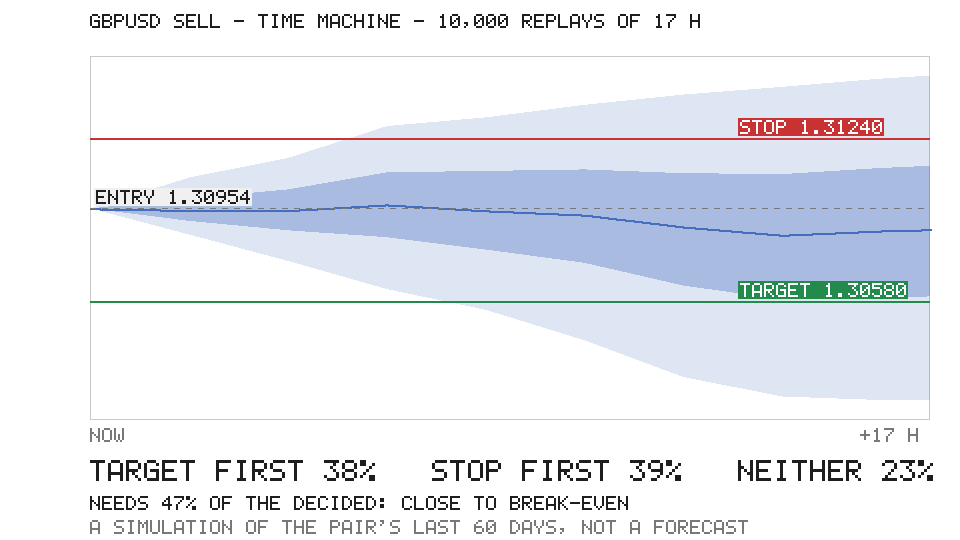 GBPUSD SELL - TIME MACHINE - 10,000 REPLAYS OF 17 H
STOP 1.31240
ENTRY 1.30954
TARGET 1.30580
NOW +17 H
TARGET FIRST 38% STOP FIRST 39% NEITHER 23%
NEEDS 47% OF THE DECIDED: CLOSE TO BREAK-EVEN
A SIMULATION OF THE PAIR'S LAST 60 DAYS, NOT A FORECAST